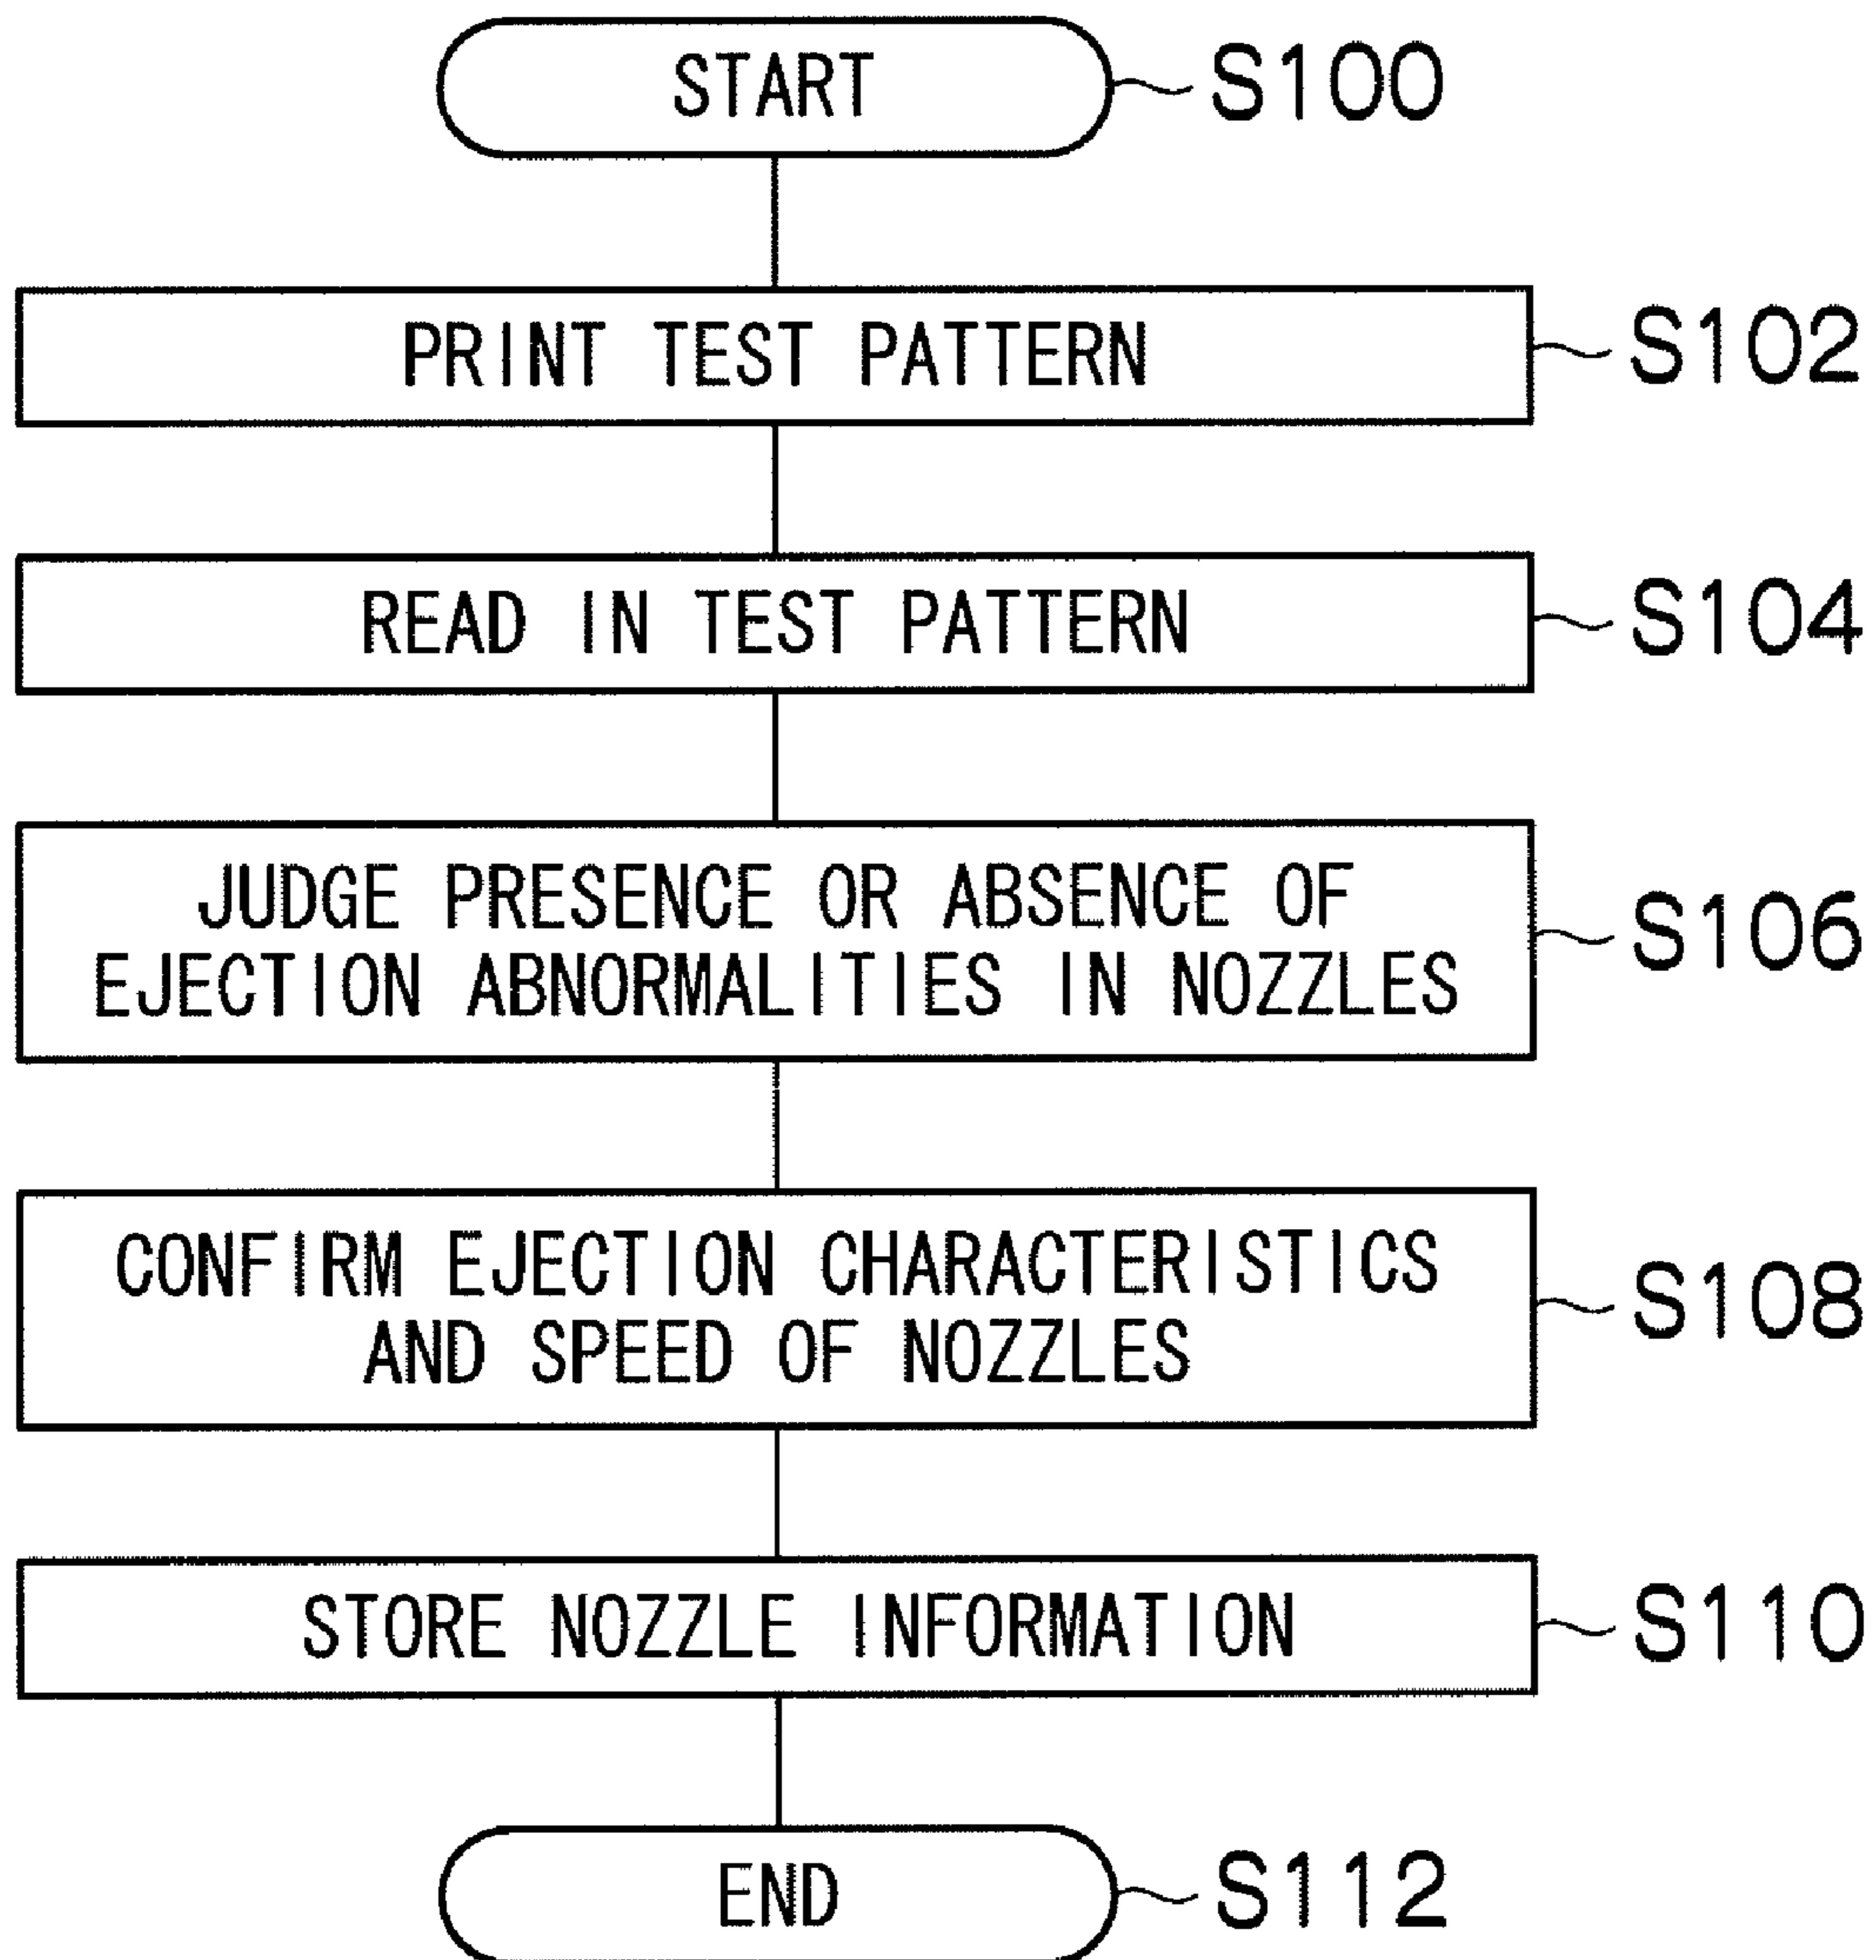 START
S100
PRINT TEST PATTERN
S102
READ IN TEST PATTERN
S104
JUDGE PRESENCE OR ABSENCE OF
EJECTION ABNORMALITIES IN NOZZLES
S106
CONFIRM EJECTION CHARACTERISTICS
AND SPEED OF NOZZLES
S108
STORE NOZZLE INFORMATION
S110
END
S112